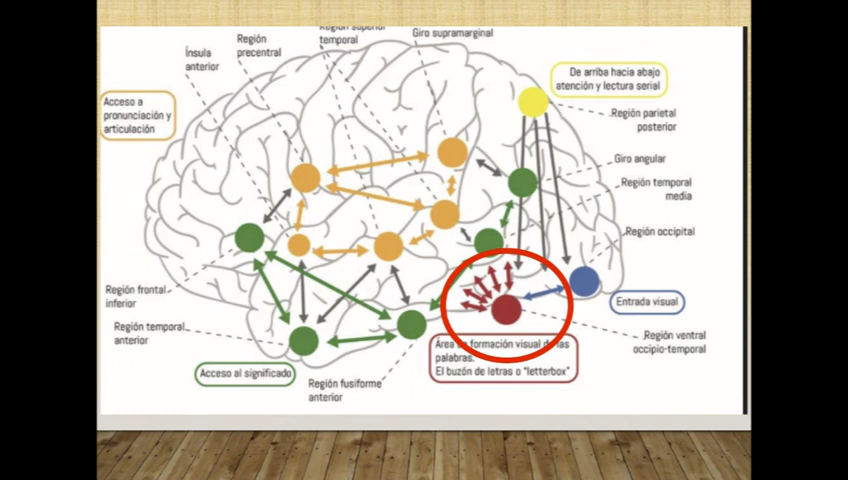 Región superior
temporal
Giro supramarginal
Región
precentral
Ínsula
anterior
De arriba hacia abajo
atención y lectura serial
Acceso a
pronunciación y
articulación
Región parietal
posterior
Giro angular
Región temporal
media
Región occipital
Región frontal
inferior
Entrada visual
Región temporal
anterior
Región ventral
occipito-temporal
Área de formación visual de las
palabras.
El buzón de letras o "letterbox"
Acceso al significado
Región fusiforme
anterior